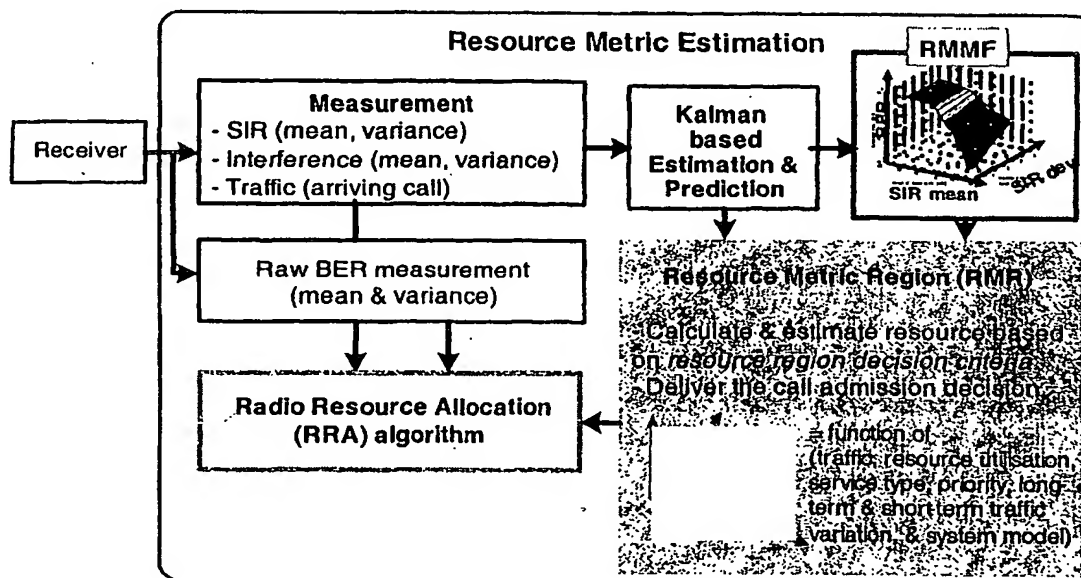 Resource Metric Estimation
RMMF
Measurement
- SIR (mean, variance)
- Interference (mean, variance)
- Traffic (arriving call)
Receiver
Kalman
based
Estimation &
Prediction
SIR mean
SIR dev
Raw BER measurement
(mean & variance)
Resource Metric Region (RMR)
Calculate & estimate resource based
on resource region decision criteria
Deliver the call admission decision
Radio Resource Allocation
(RRA) algorithm
= function of
(traffic, resource utilisation,
service type, priority, long-
term & short-term traffic
variation, & system model)